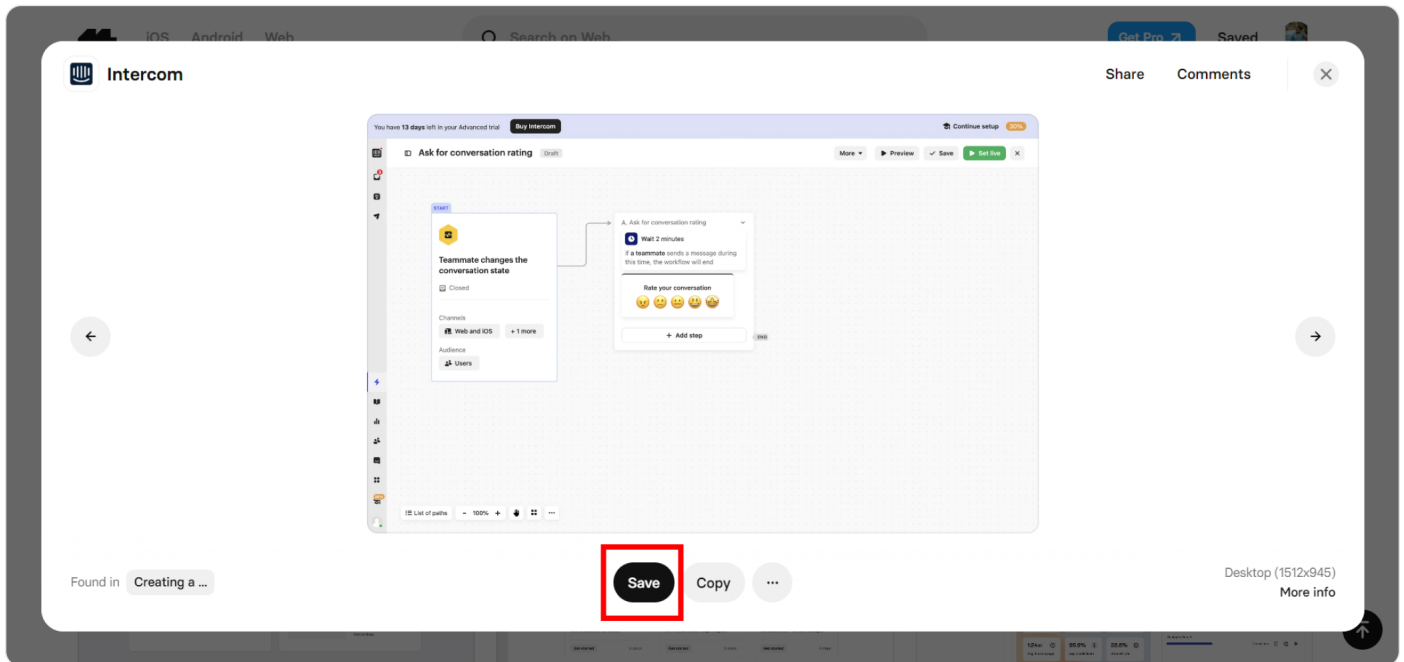 iOS Android Web
Search on Web...
Get Pro
Saved
Intercom
Share
Comments
You have 13 days left in your Advanced trial
Buy Intercom
Continue setup
30%
Ask for conversation rating
Draft
More
Preview
Save
Set live
START
Teammate changes the
conversation state
Closed
Channels
Web and iOS
+ 1 more
Audience
Users
A. Ask for conversation rating
Wait 2 minutes
If a teammate sends a message during
this time, the workflow will end
Rate your conversation
+ Add step
END
List of paths
- 100% +
Found in
Creating a ...
Save
Copy
Desktop (1512x945)
More info